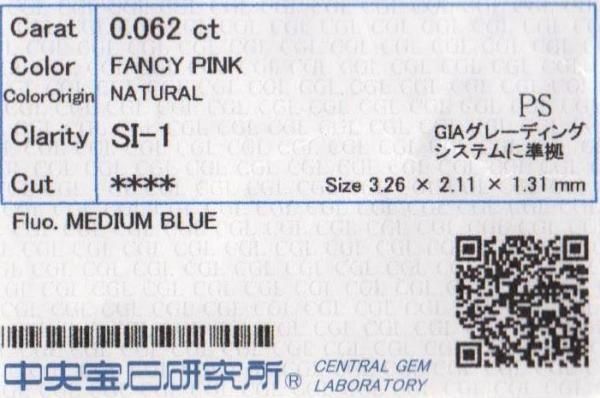 Carat 0.062 ct
Color FANCY PINK
ColorOrigin NATURAL
PS
Clarity SI-1
GIAグレーディング
システムに準拠
Cut **** Size 3.26 × 2.11 × 1.31 mm
Fluo. MEDIUM BLUE
中央宝石研究所® CENTRAL GEM
LABORATORY